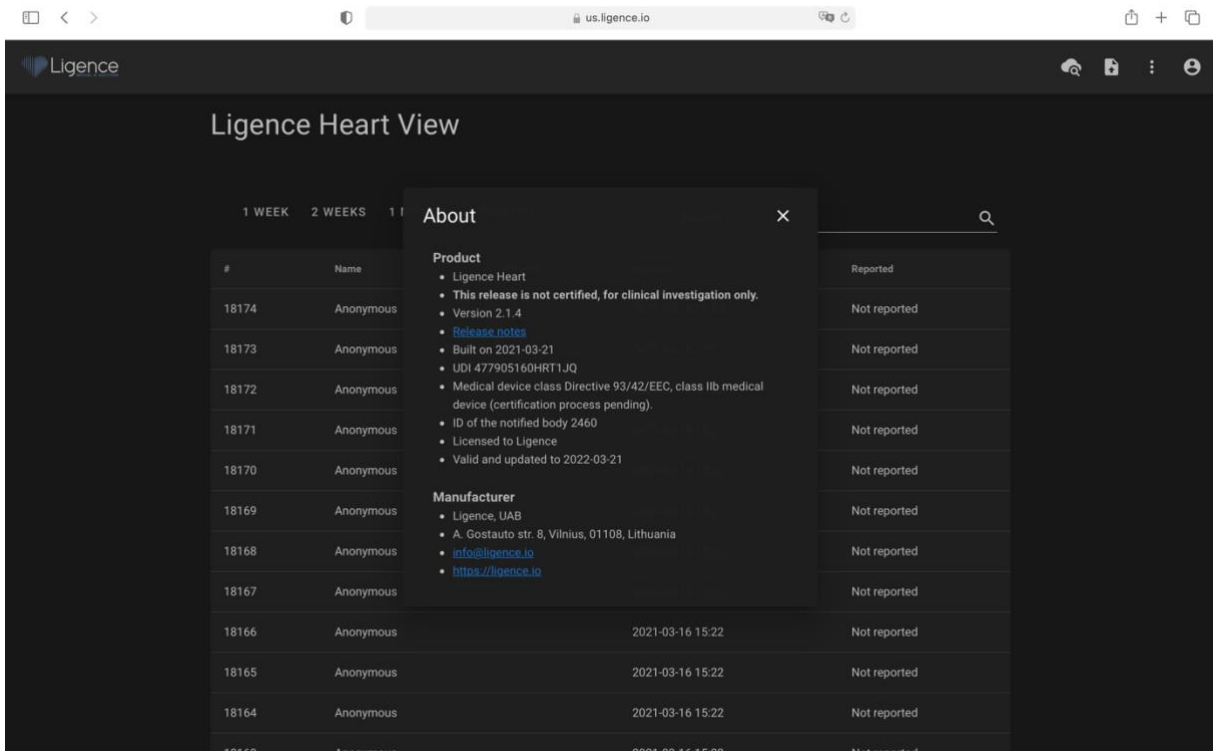 us.ligence.io
Ligence
Ligence Heart View
1 WEEK 2 WEEKS 1
About
Product
• Ligence Heart
• This release is not certified, for clinical investigation only.
• Version 2.1.4
• Release notes
• Built on 2021-03-21
• UDI 477905160HRT1JQ
• Medical device class Directive 93/42/EEC, class IIb medical
device (certification process pending).
• ID of the notified body 2460
• Licensed to Ligence
• Valid and updated to 2022-03-21
Manufacturer
• Ligence, UAB
• A. Gostauto str. 8, Vilnius, 01108, Lithuania
• info@ligence.io
• https://ligence.io
# Name Reported
18174 Anonymous Not reported
18173 Anonymous Not reported
18172 Anonymous Not reported
18171 Anonymous Not reported
18170 Anonymous Not reported
18169 Anonymous Not reported
18168 Anonymous Not reported
18167 Anonymous Not reported
18166 Anonymous 2021-03-16 15:22 Not reported
18165 Anonymous 2021-03-16 15:22 Not reported
18164 Anonymous 2021-03-16 15:22 Not reported